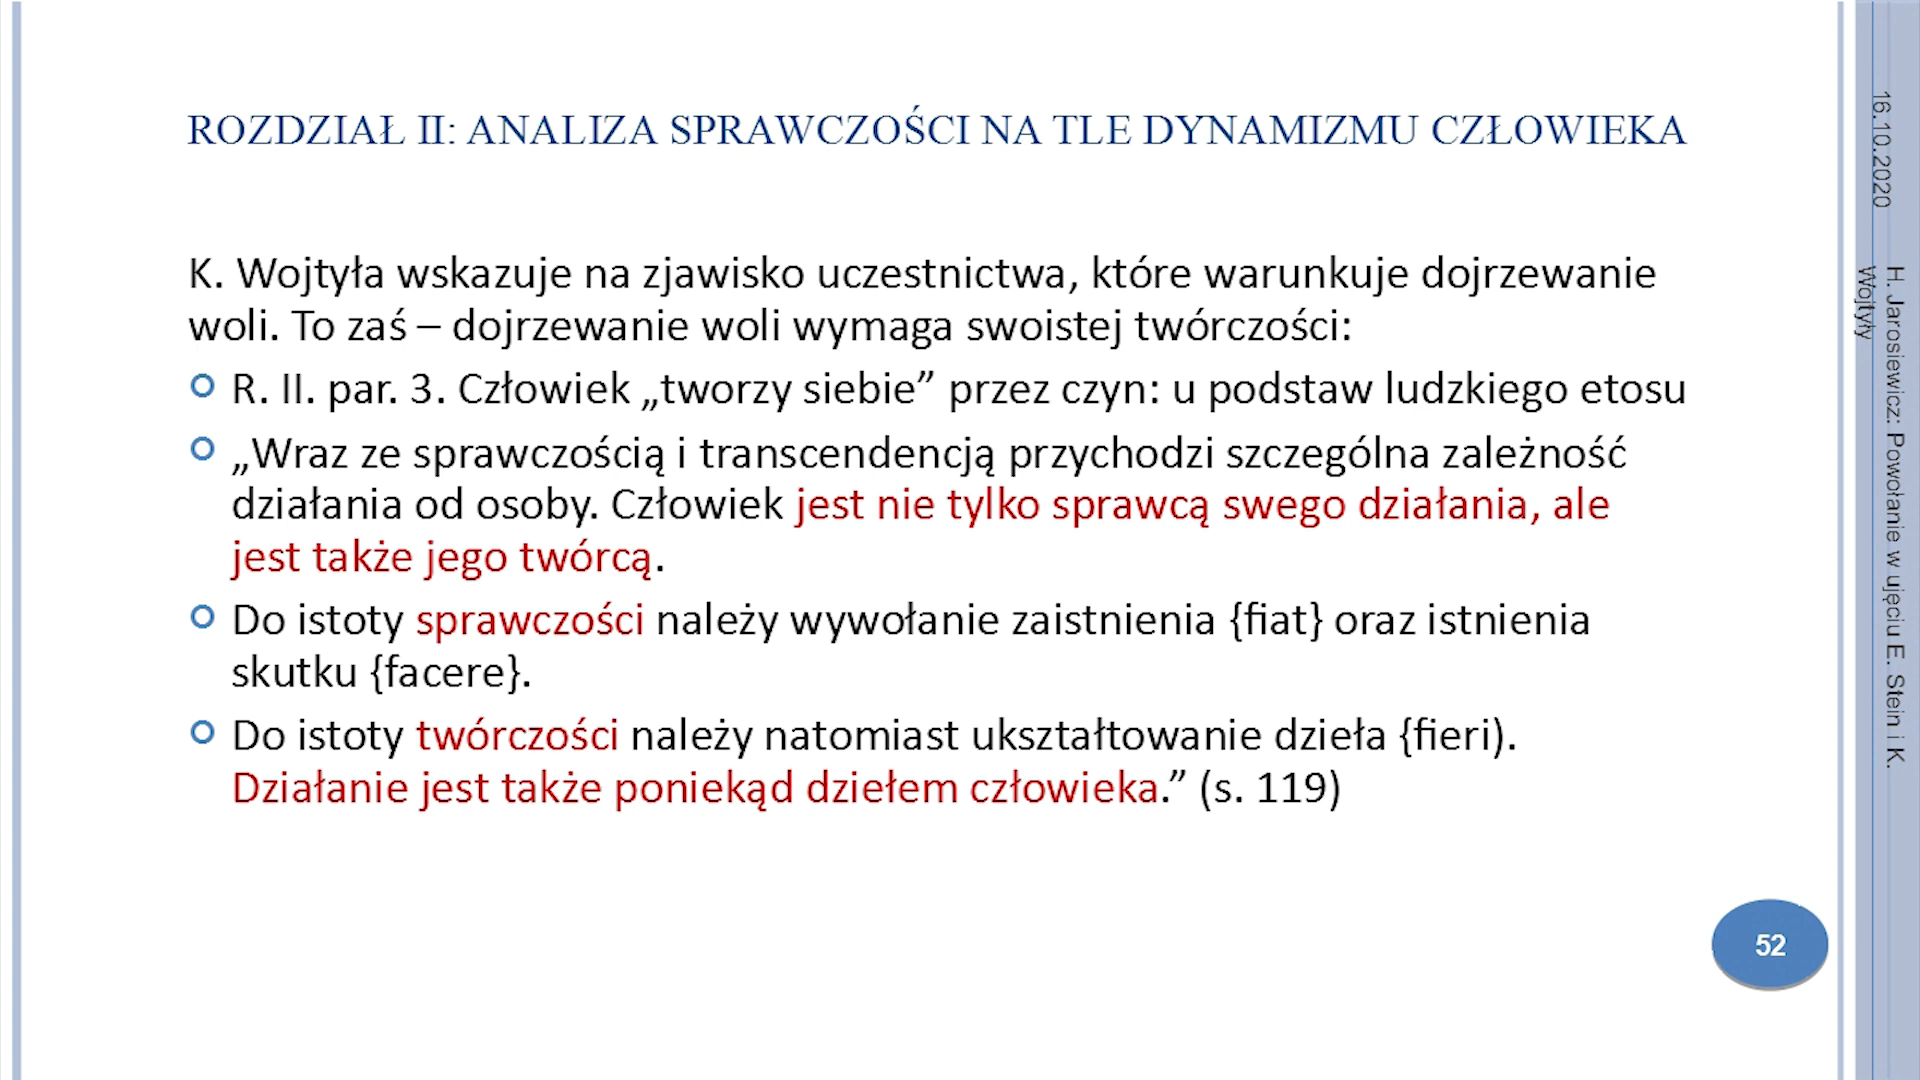 ROZDZIAŁ II: ANALIZA SPRAWCZOŚCI NA TLE DYNAMIZMU CZŁOWIEKA
K. Wojtyła wskazuje na zjawisko uczestnictwa, które warunkuje dojrzewanie
woli. To zaś – dojrzewanie woli wymaga swoistej twórczości:
R. II. par. 3. Człowiek „tworzy siebie” przez czyn: u podstaw ludzkiego etosu
„Wraz ze sprawczością i transcendencją przychodzi szczególna zależność
działania od osoby. Człowiek jest nie tylko sprawcą swego działania, ale
jest także jego twórcą.
Do istoty sprawczości należy wywołanie zaistnienia {fiat} oraz istnienia
skutku {facere}.
Do istoty twórczości należy natomiast ukształtowanie dzieła {fieri).
Działanie jest także poniekąd dziełem człowieka.” (s. 119)
16.10.2020
H. Jarosiewicz: Powołanie w ujęciu E. Stein i K.
Wojtyły
52